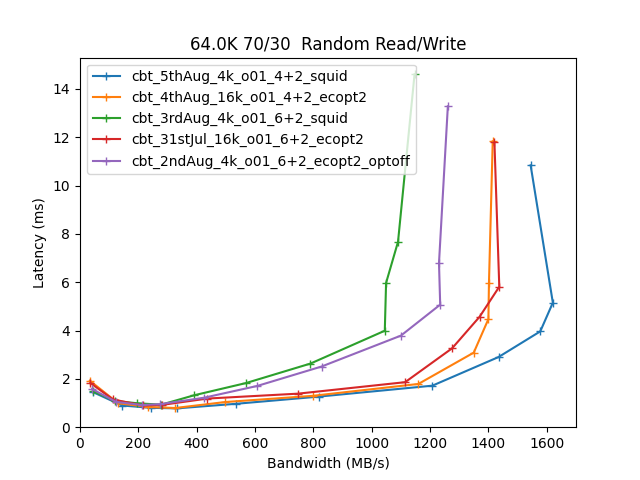 64.0K 70/30  Random Read/Write
cbt_5thAug_4k_o01_4+2_squid
cbt_4thAug_16k_o01_4+2_ecopt2
cbt_3rdAug_4k_o01_6+2_squid
cbt_31stJul_16k_o01_6+2_ecopt2
cbt_2ndAug_4k_o01_6+2_ecopt2_optoff
Latency (ms)
14
12
10
8
6
4
2
0
0 200 400 600 800 1000 1200 1400 1600
Bandwidth (MB/s)